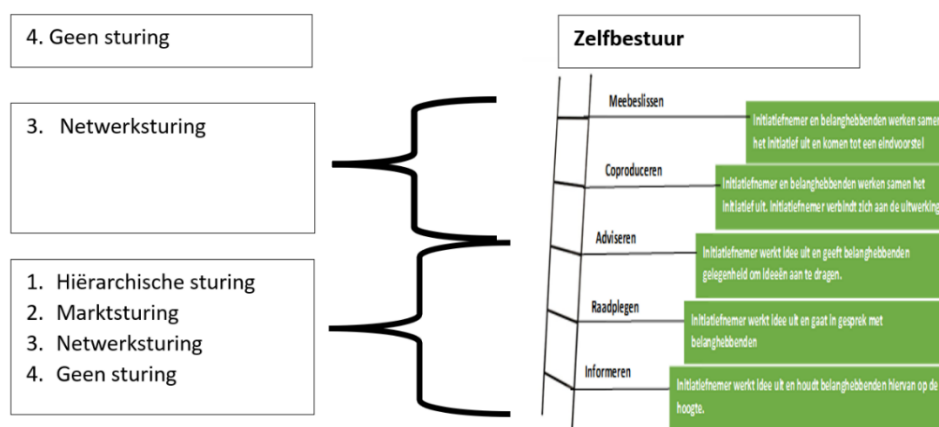 4. Geen sturing
Zelfbestuur
3. Netwerksturing
1. Hiërarchische sturing
2. Marktsturing
3. Netwerksturing
4. Geen sturing
Meebeslissen
Initiatiefnemer en belanghebbenden werken samen
het initiatief uit en komen tot een eindvoorstel
Coproduceren
Initiatiefnemer en belanghebbenden werken samen het
initiatief uit. Initiatiefnemer verbindt zich aan de uitwerking
Adviseren
Initiatiefnemer werkt idee uit en geeft belanghebbenden
gelegenheid om ideeën aan te dragen.
Raadplegen
Initiatiefnemer werkt idee uit en gaat in gesprek met
belanghebbenden
Informeren
Initiatiefnemer werkt idee uit en houdt belanghebbenden hiervan op de
hoogte.